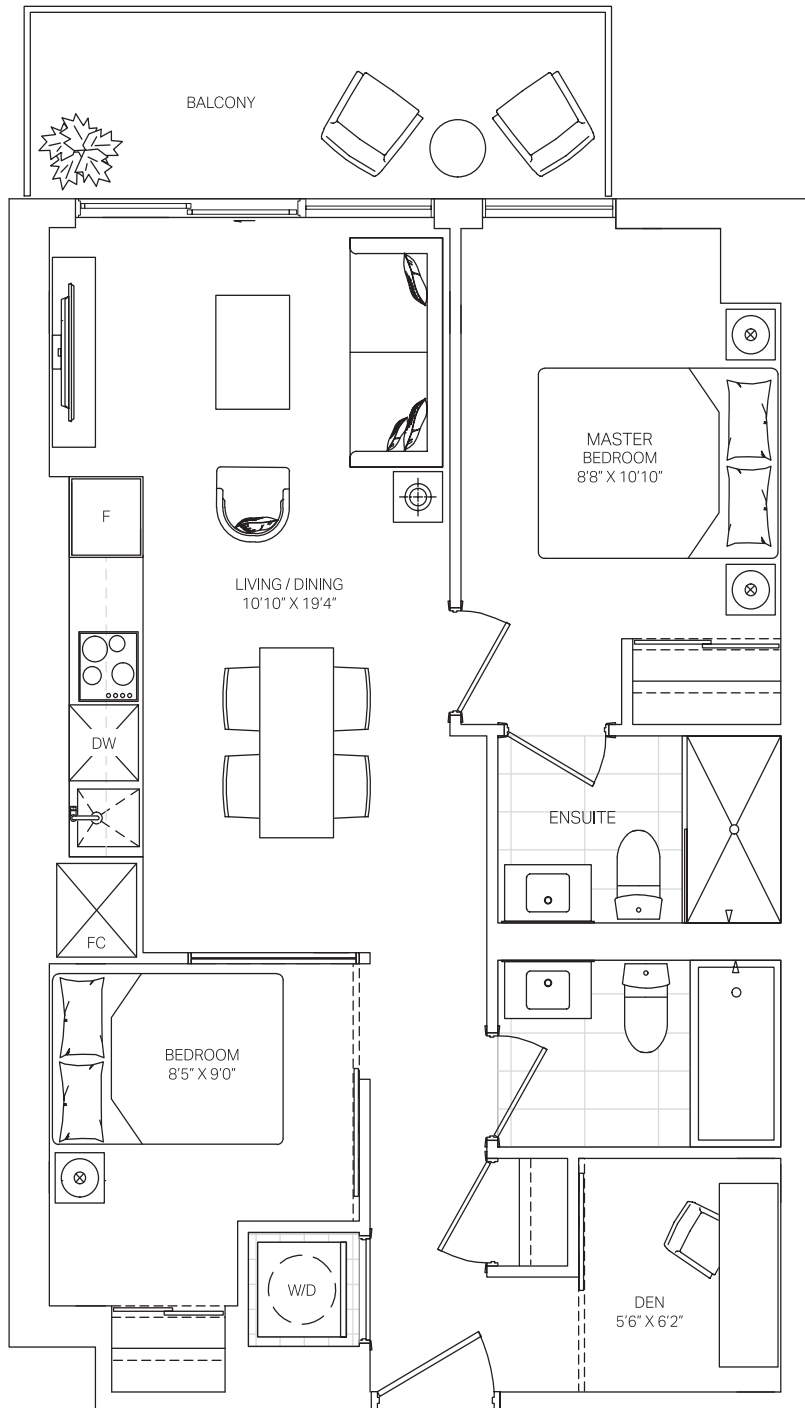 BALCONY
MASTER
BEDROOM
8'8" X 10'10"
F
LIVING / DINING
10'10" X 19'4"
DW
ENSUITE
FC
BEDROOM
8'5" X 9'0"
W/D
DEN
5'6" X 6'2"